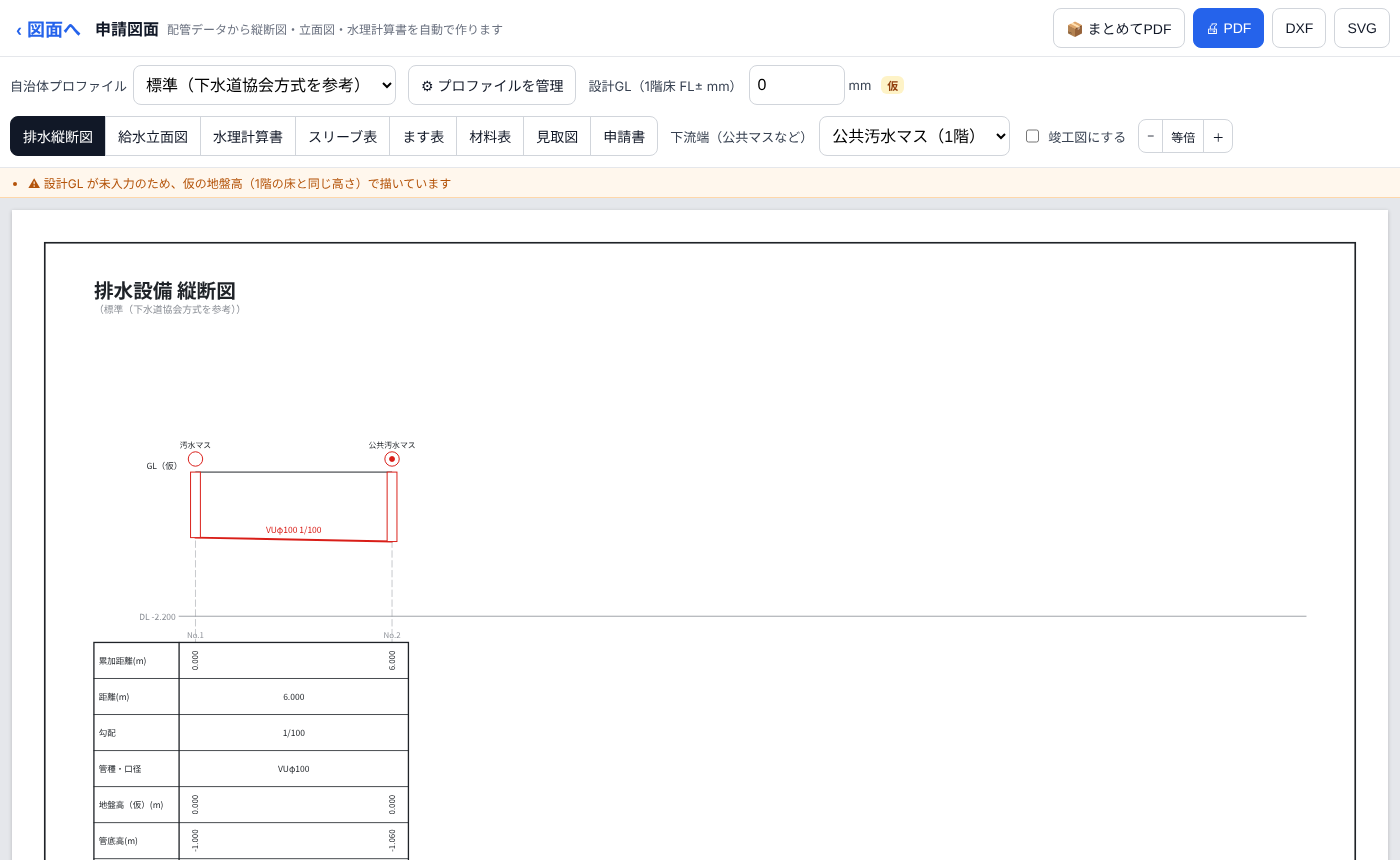 ‹ 図面へ 申請図面 配管データから縦断図・立面図・水理計算書を自動で作ります 📦 まとめてPDF 🖨 PDF DXF SVG
自治体プロファイル 標準（下水道協会方式を参考） ⚙ プロファイルを管理 設計GL（1階床 FL± mm） 0 mm 仮
排水縦断図 給水立面図 水理計算書 スリーブ表 ます表 材料表 見取図 申請書 下流端（公共マスなど） 公共汚水マス（1階） 竣工図にする － 等倍 ＋
• ⚠ 設計GL が未入力のため、仮の地盤高（1階の床と同じ高さ）で描いています
排水設備 縦断図
（標準（下水道協会方式を参考））
汚水マス 公共汚水マス
GL（仮）
VUφ100 1/100
DL -2.200
No.1 No.2
累加距離(m) 0.000 6.000
距離(m) 6.000
勾配 1/100
管種・口径 VUφ100
地盤高（仮）(m) 0.000 0.000
管底高(m) -1.000 -1.060